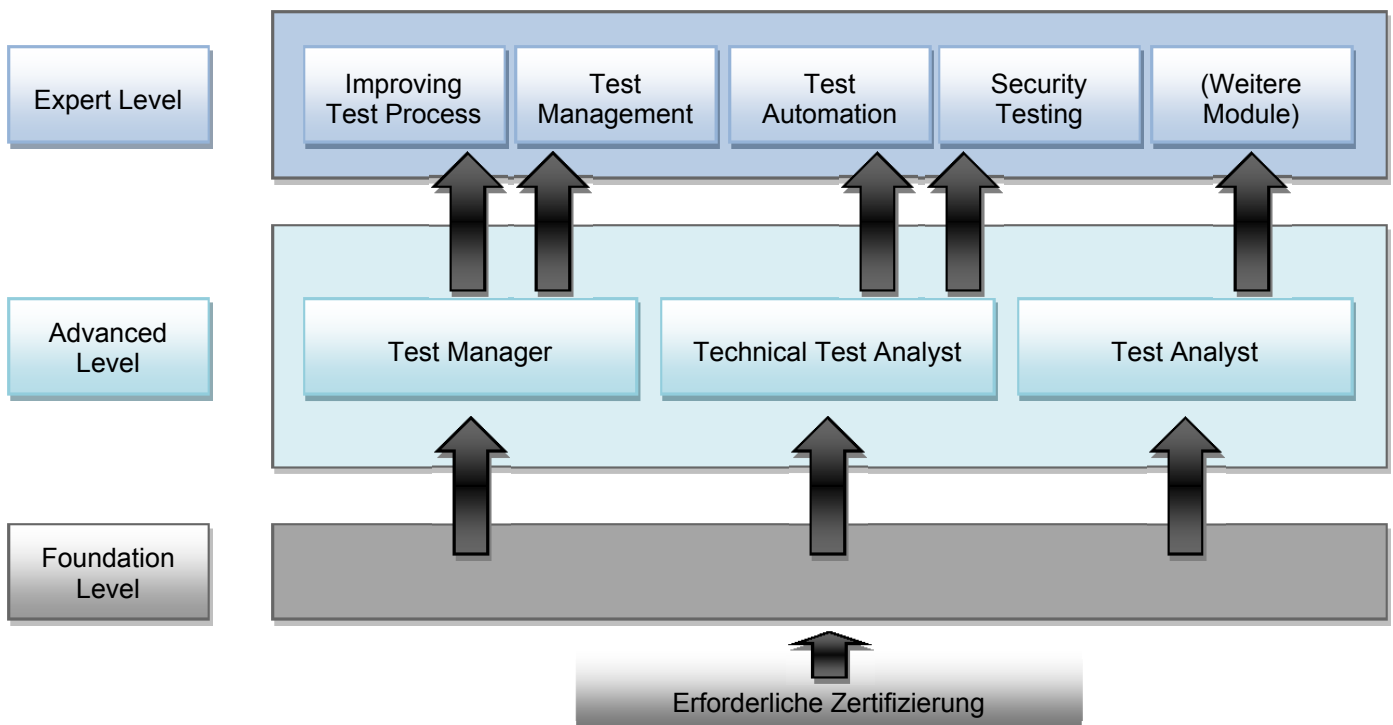 Expert Level
Improving
Test Process
Test
Management
Test
Automation
Security
Testing
(Weitere
Module)
Advanced
Level
Test Manager
Technical Test Analyst
Test Analyst
Foundation
Level
Erforderliche Zertifizierung